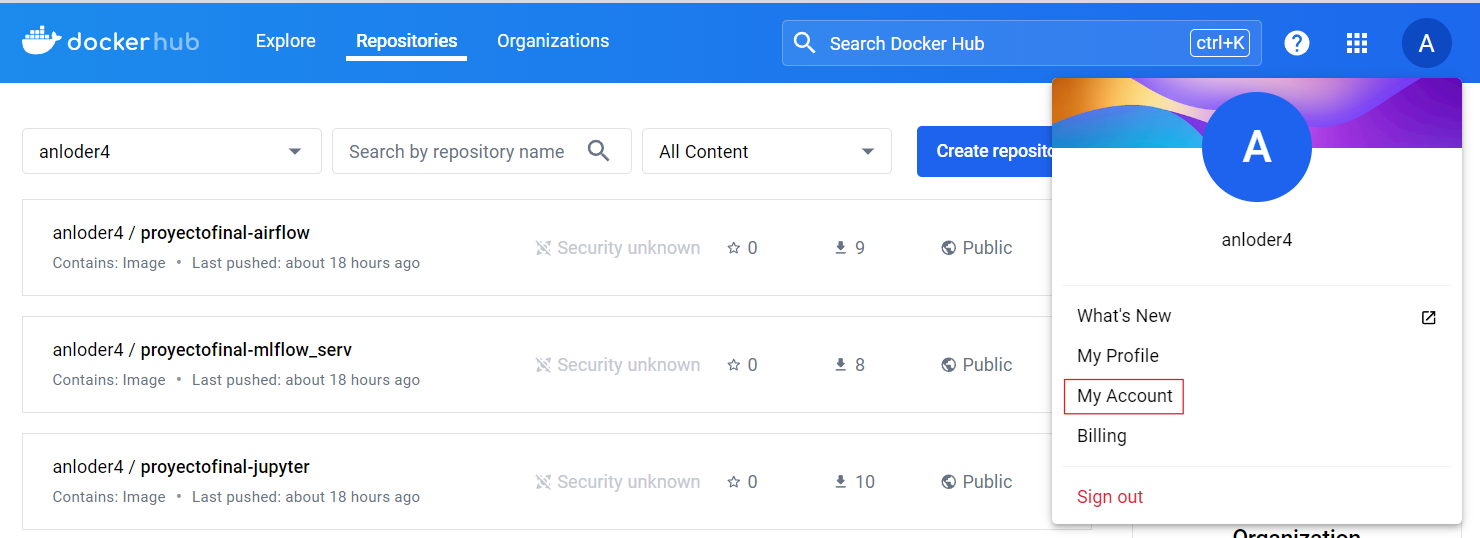 docker hub Explore Repositories Organizations Search Docker Hub ctrl+K ? A
anloder4 Search by repository name All Content Create reposito
anloder4 / proyectofinal-airflow
Contains: Image • Last pushed: about 18 hours ago
Security unknown 0 9 Public
anloder4 / proyectofinal-mlflow_serv
Contains: Image • Last pushed: about 18 hours ago
Security unknown 0 8 Public
anloder4 / proyectofinal-jupyter
Contains: Image • Last pushed: about 18 hours ago
Security unknown 0 10 Public
A
anloder4
What's New
My Profile
My Account
Billing
Sign out
Organization